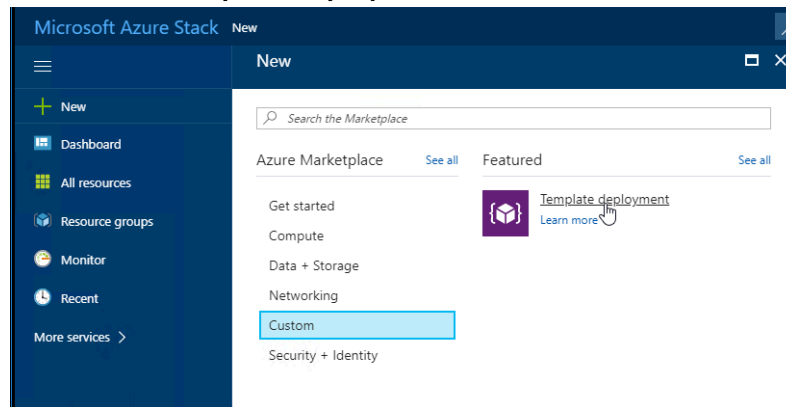 Microsoft Azure Stack New
New
New
Search the Marketplace
Dashboard
Azure Marketplace See all Featured See all
All resources
Get started
Template deployment
Learn more
Resource groups
Compute
Monitor
Data + Storage
Recent
Networking
Custom
More services
Security + Identity